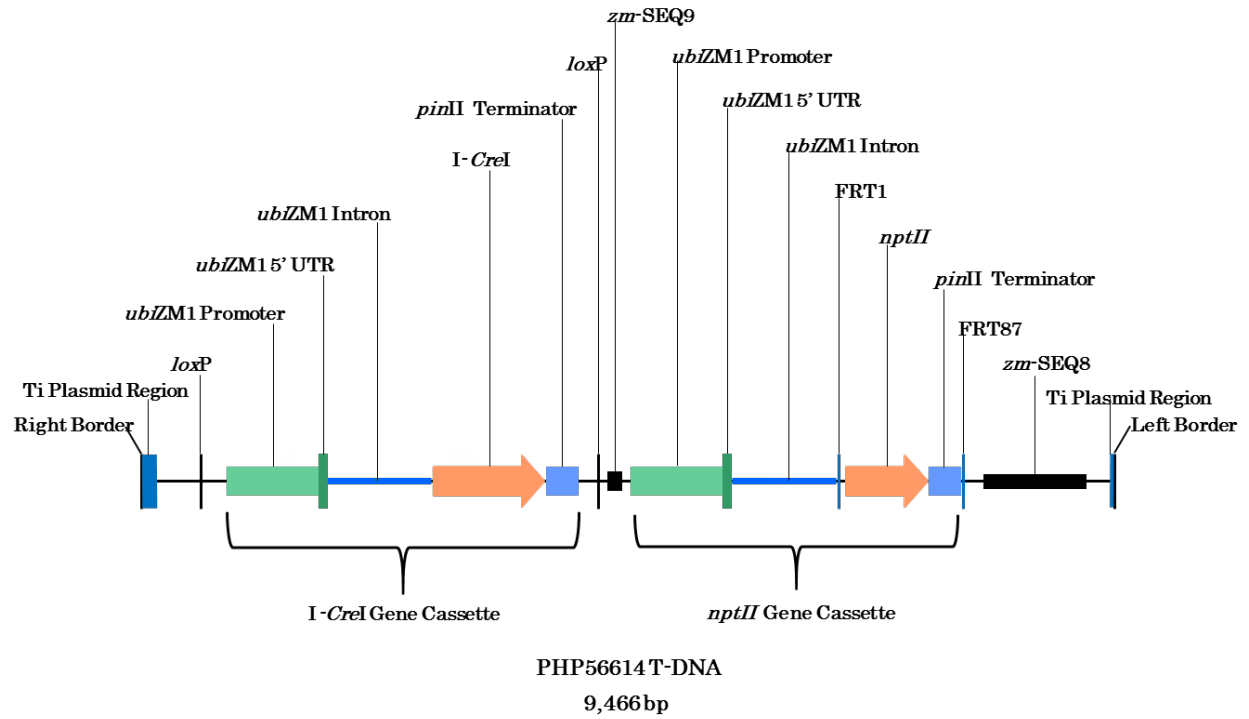 zm-SEQ9
ubiZM1 Promoter
loxP
pinII Terminator
ubiZM1 5' UTR
ubiZM1 Intron
I-CreI
FRT1
ubiZM1 Intron
nptII
ubiZM1 5' UTR
pinII Terminator
ubiZM1 Promoter
FRT87
loxP
zm-SEQ8
Ti Plasmid Region
Ti Plasmid Region
Right Border
Left Border
I-CreI Gene Cassette
nptII Gene Cassette
PHP56614 T-DNA
9,466 bp